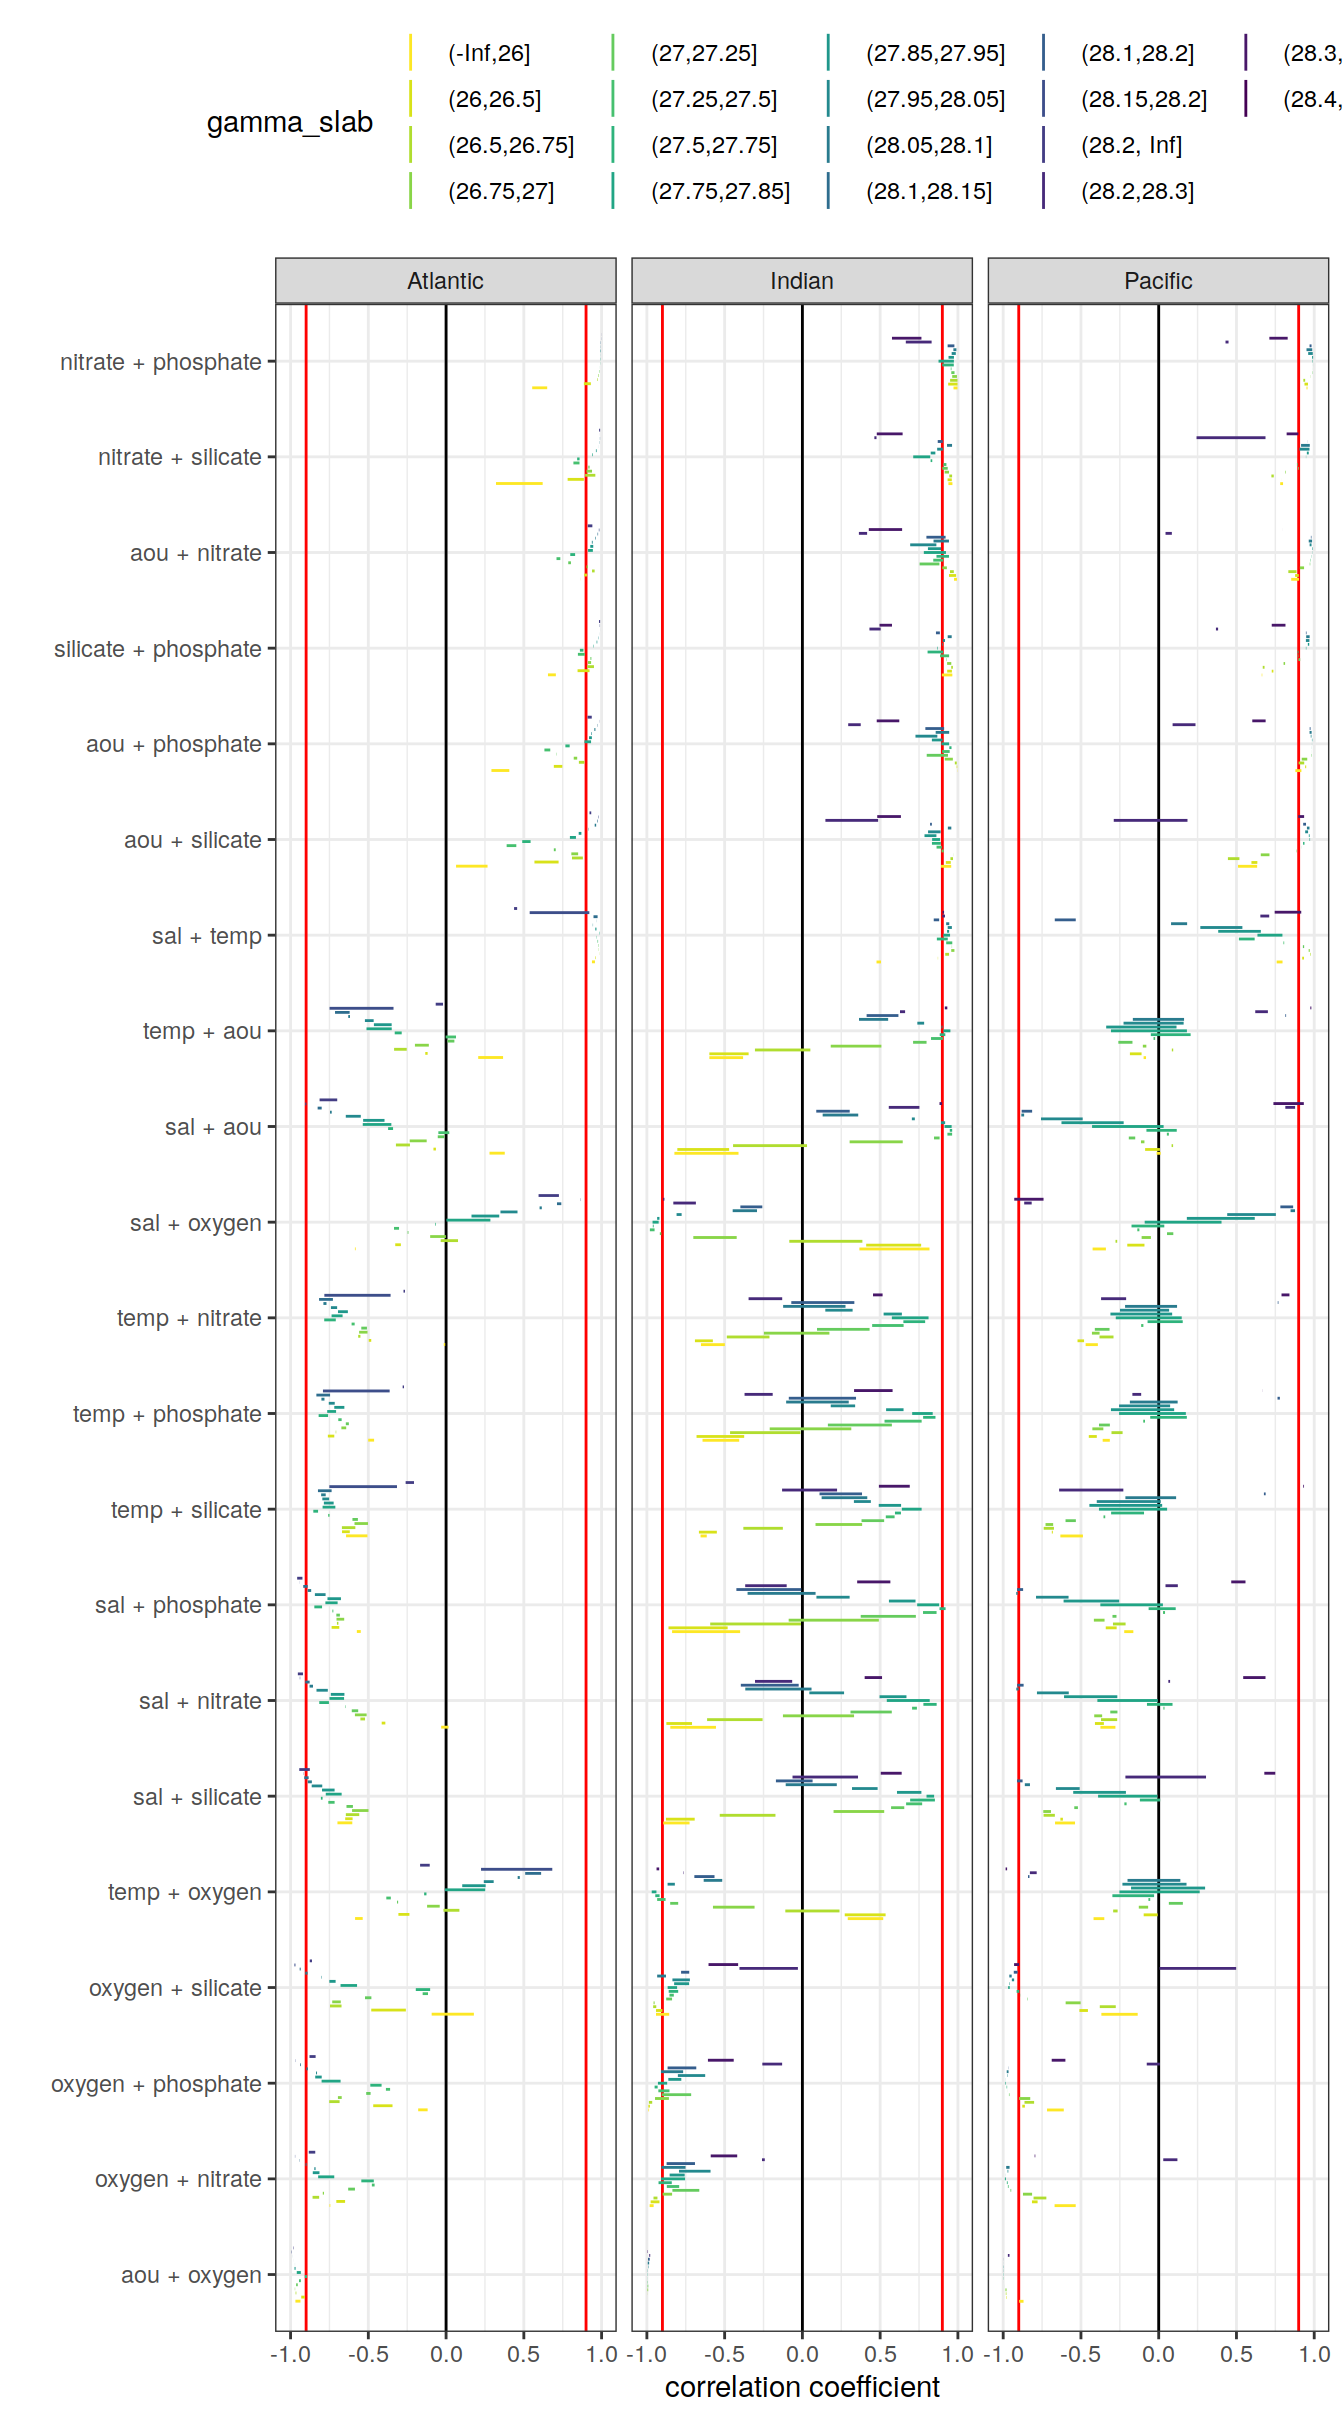 (-Inf,26] (27,27.25] (27.85,27.95] (28.1,28.2] (28.3,
(26,26.5] (27.25,27.5] (27.95,28.05] (28.15,28.2] (28.4,
gamma_slab
(26.5,26.75] (27.5,27.75] (28.05,28.1] (28.2, Inf]
(26.75,27] (27.75,27.85] (28.1,28.15] (28.2,28.3]
Atlantic Indian Pacific
nitrate + phosphate
nitrate + silicate
aou + nitrate
silicate + phosphate
aou + phosphate
aou + silicate
sal + temp
temp + aou
sal + aou
sal + oxygen
temp + nitrate
temp + phosphate
temp + silicate
sal + phosphate
sal + nitrate
sal + silicate
temp + oxygen
oxygen + silicate
oxygen + phosphate
oxygen + nitrate
aou + oxygen
-1.0 -0.5 0.0 0.5 1.0 -1.0 -0.5 0.0 0.5 1.0 -1.0 -0.5 0.0 0.5 1.0
correlation coefficient